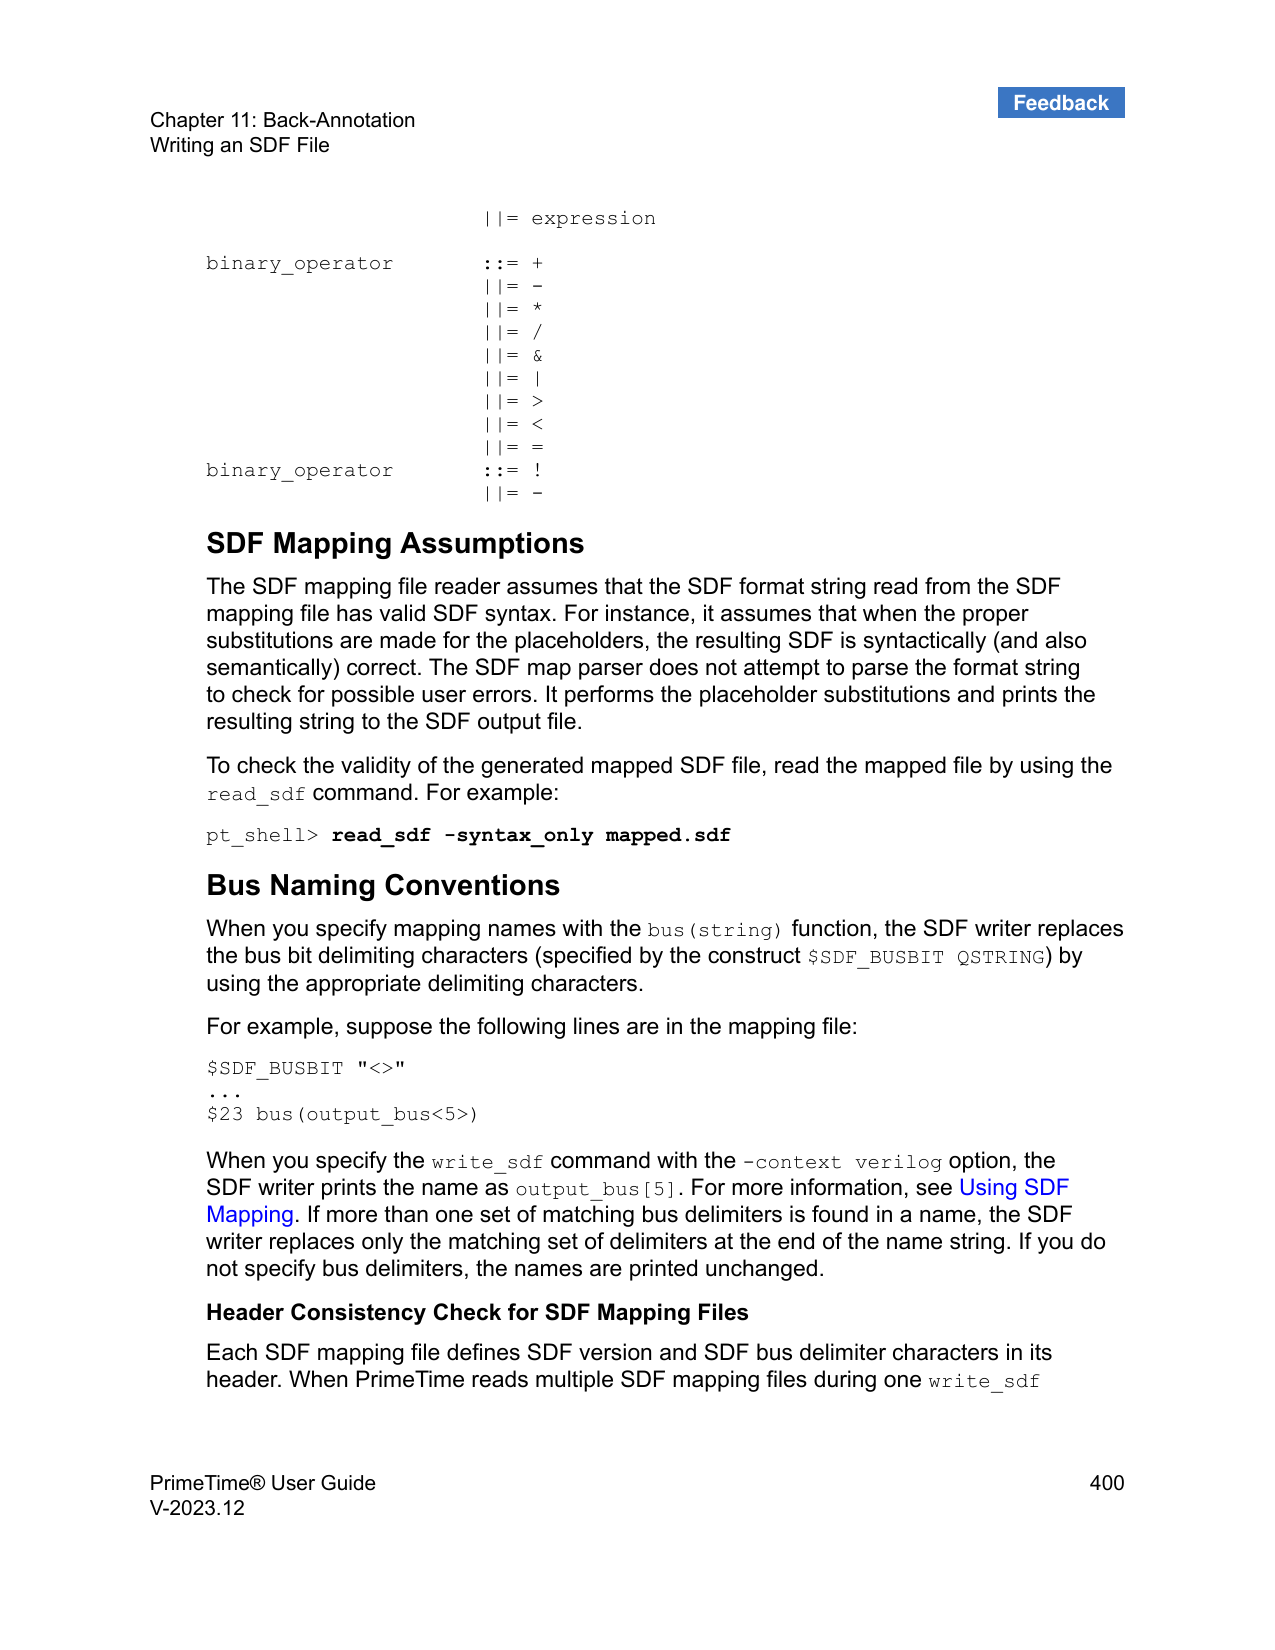 Feedback
Chapter 11: Back-Annotation
Writing an SDF File
||= expression
binary_operator ::= +
||= -
||= *
||= /
||= &
||= |
||= >
||= <
||= =
binary_operator ::= !
||= -
SDF Mapping Assumptions
The SDF mapping file reader assumes that the SDF format string read from the SDF
mapping file has valid SDF syntax. For instance, it assumes that when the proper
substitutions are made for the placeholders, the resulting SDF is syntactically (and also
semantically) correct. The SDF map parser does not attempt to parse the format string
to check for possible user errors. It performs the placeholder substitutions and prints the
resulting string to the SDF output file.
To check the validity of the generated mapped SDF file, read the mapped file by using the
read_sdf command. For example:
pt_shell> read_sdf -syntax_only mapped.sdf
Bus Naming Conventions
When you specify mapping names with the bus(string) function, the SDF writer replaces
the bus bit delimiting characters (specified by the construct $SDF_BUSBIT QSTRING) by
using the appropriate delimiting characters.
For example, suppose the following lines are in the mapping file:
$SDF_BUSBIT "<>"
...
$23 bus(output_bus<5>)
When you specify the write_sdf command with the -context verilog option, the
SDF writer prints the name as output_bus[5]. For more information, see Using SDF
Mapping. If more than one set of matching bus delimiters is found in a name, the SDF
writer replaces only the matching set of delimiters at the end of the name string. If you do
not specify bus delimiters, the names are printed unchanged.
Header Consistency Check for SDF Mapping Files
Each SDF mapping file defines SDF version and SDF bus delimiter characters in its
header. When PrimeTime reads multiple SDF mapping files during one write_sdf
PrimeTime® User Guide 400
V-2023.12